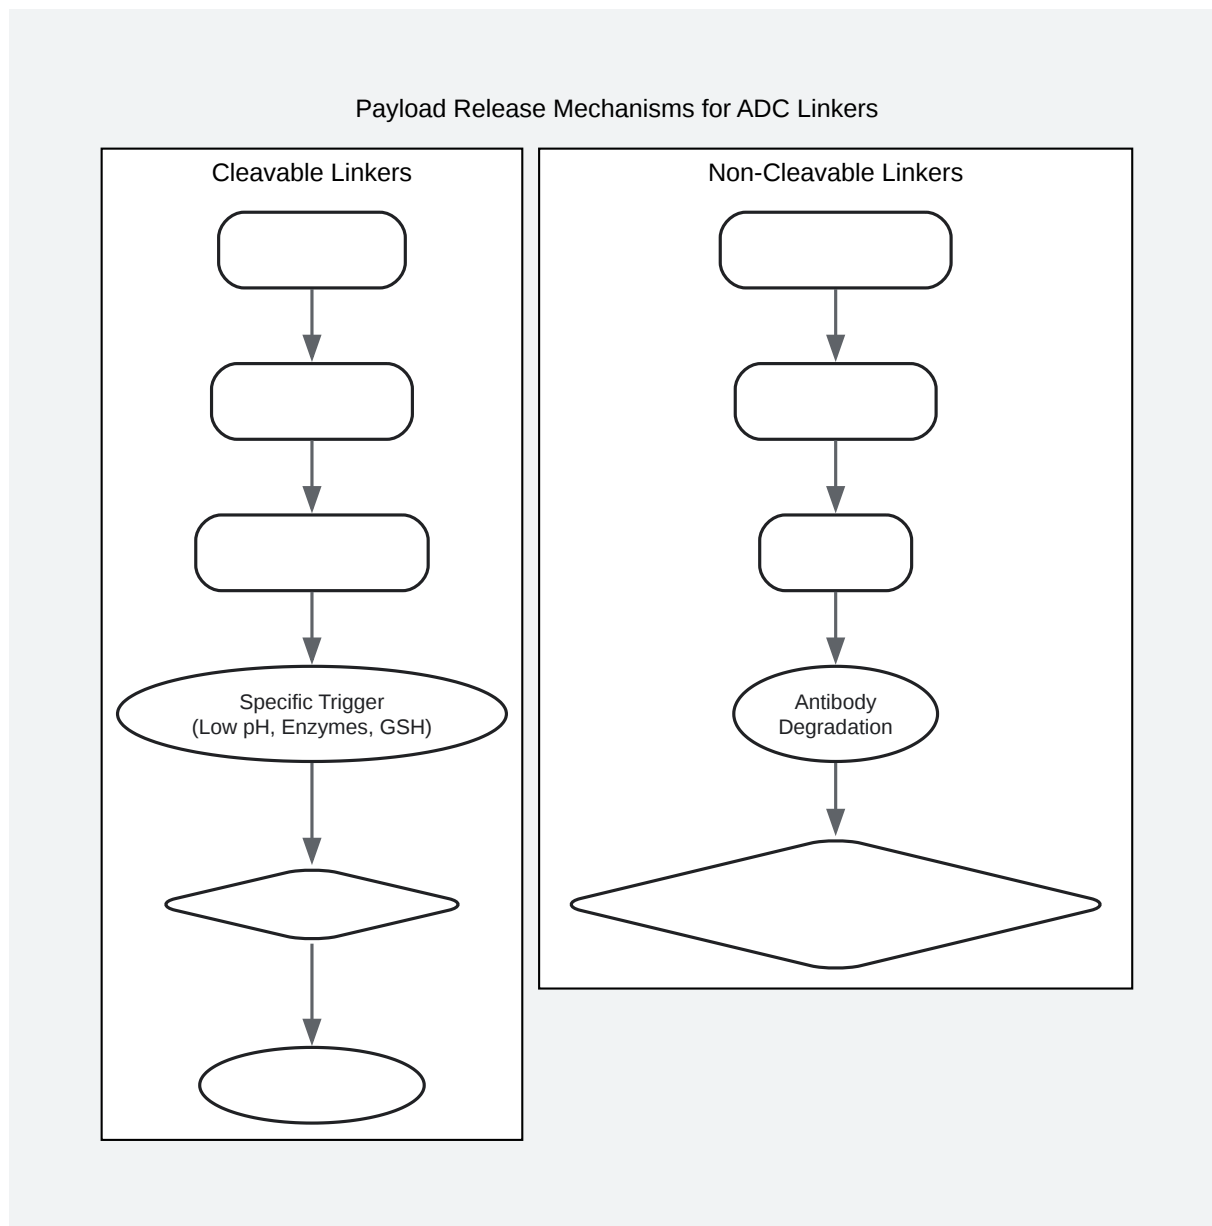 Payload Release Mechanisms for ADC Linkers
Cleavable Linkers
Specific Trigger
(Low pH, Enzymes, GSH)
Non-Cleavable Linkers
Antibody
Degradation